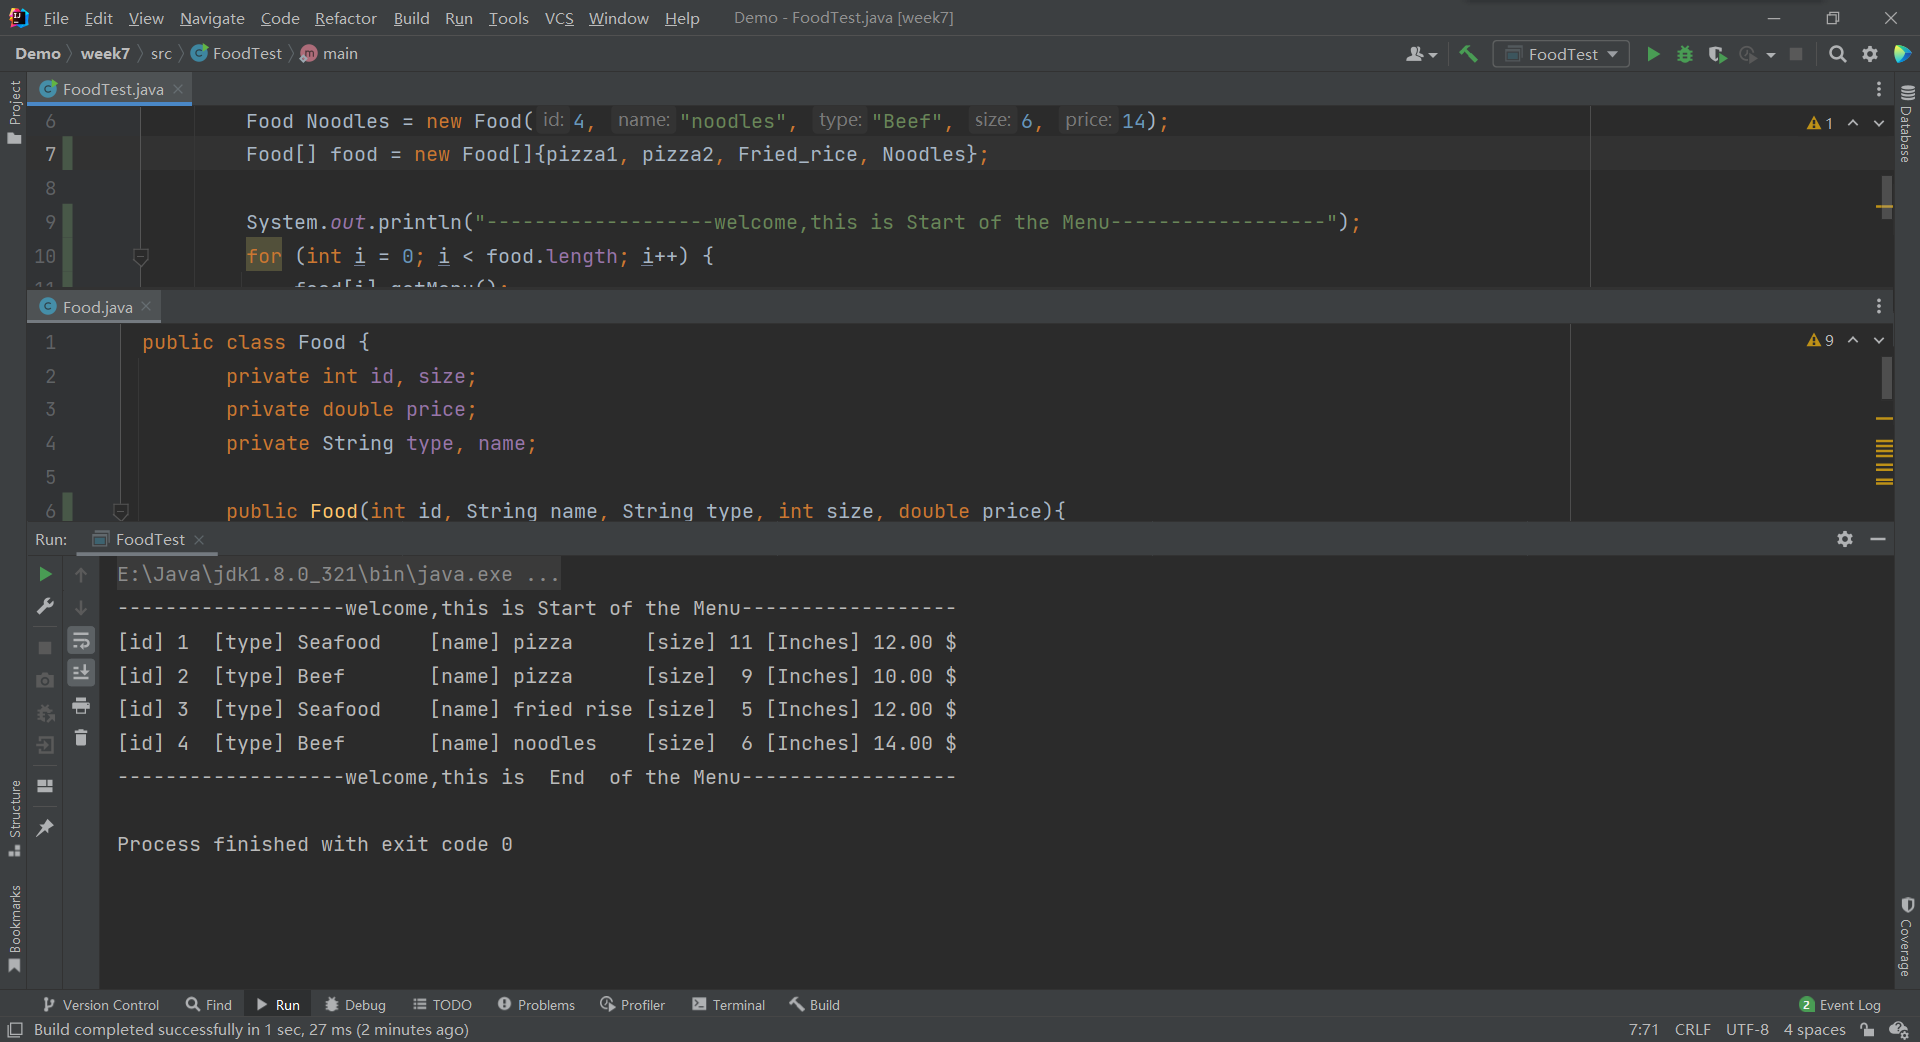 File Edit View Navigate Code Refactor Build Run Tools VCS Window Help Demo - FoodTest.java [week7]
Demo week7 src FoodTest main FoodTest
Project
FoodTest.java
6 Food Noodles = new Food( id: 4, name: "noodles", type: "Beef", size: 6, price: 14); 1
7 Food[] food = new Food[]{pizza1, pizza2, Fried_rice, Noodles};
8
9 System.out.println("-------------------welcome,this is Start of the Menu------------------");
10 for (int i = 0; i < food.length; i++) {
11 food[i].getMenu();
Database
Food.java
1 public class Food { 9
2 private int id, size;
3 private double price;
4 private String type, name;
5
6 public Food(int id, String name, String type, int size, double price){
Run: FoodTest
E:\Java\jdk1.8.0_321\bin\java.exe ...
-------------------welcome,this is Start of the Menu------------------
[id] 1  [type] Seafood    [name] pizza      [size] 11 [Inches] 12.00 $
[id] 2  [type] Beef       [name] pizza      [size]  9 [Inches] 10.00 $
[id] 3  [type] Seafood    [name] fried rise [size]  5 [Inches] 12.00 $
[id] 4  [type] Beef       [name] noodles    [size]  6 [Inches] 14.00 $
-------------------welcome,this is  End  of the Menu------------------
Process finished with exit code 0
Structure
Bookmarks
Coverage
Version Control Find Run Debug TODO Problems Profiler Terminal Build 2 Event Log
Build completed successfully in 1 sec, 27 ms (2 minutes ago) 7:71 CRLF UTF-8 4 spaces